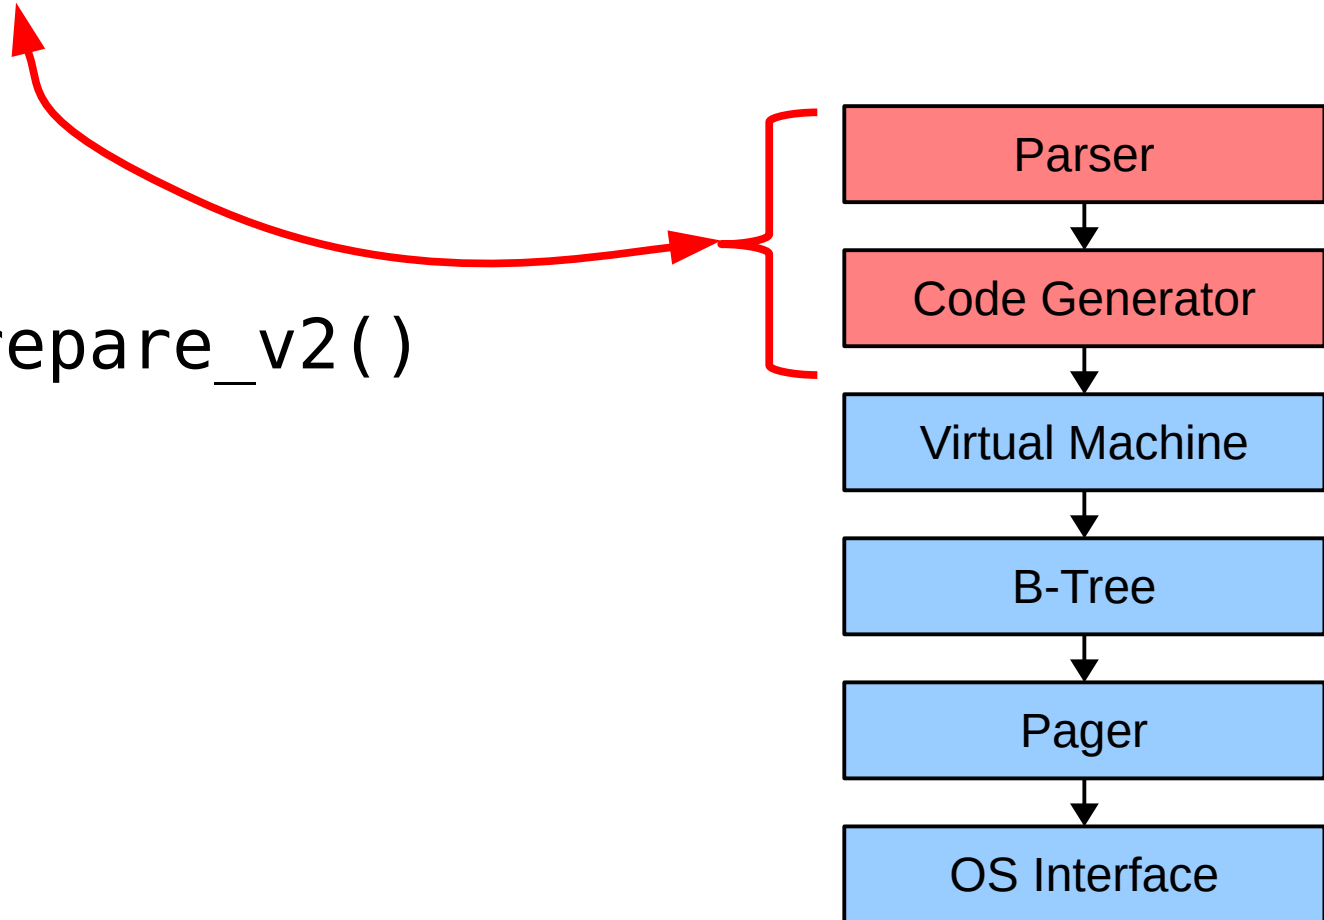 Parser
Code Generator
repare_v2()
Virtual Machine
B-Tree
Pager
OS Interface